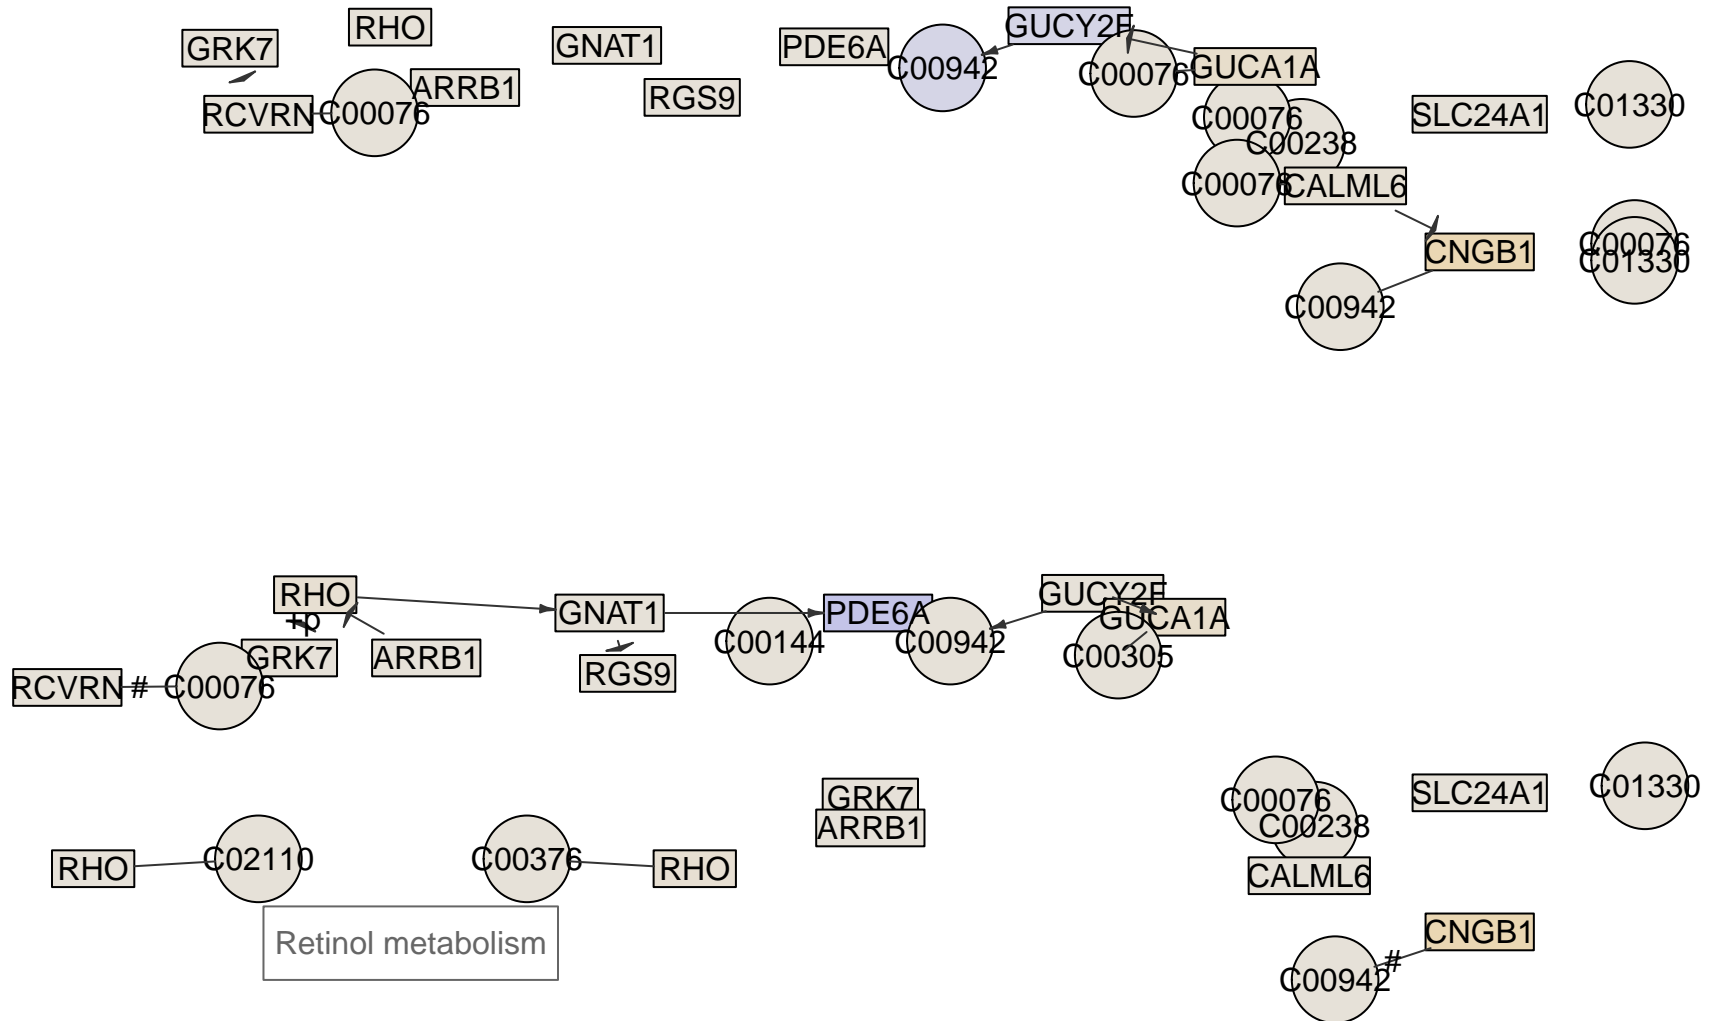 RHO
GRK7
GNAT1
PDE6A
GUCY2F
C00942
C00076
GUCA1A
ARRB1
RGS9
RCVRN
C00076
C00076
C00238
SLC24A1
C01330
C00076
CALML6
C00076
C01330
CNGB1
C00942
RHO
+p
GNAT1
PDE6A
GUCY2F
GUCA1A
GRK7
ARRB1
C00144
C00942
C00305
RGS9
RCVRN
#
C00076
GRK7
ARRB1
C00076
C00238
SLC24A1
C01330
RHO
C02110
C00376
RHO
CALML6
Retinol metabolism
CNGB1
#
C00942